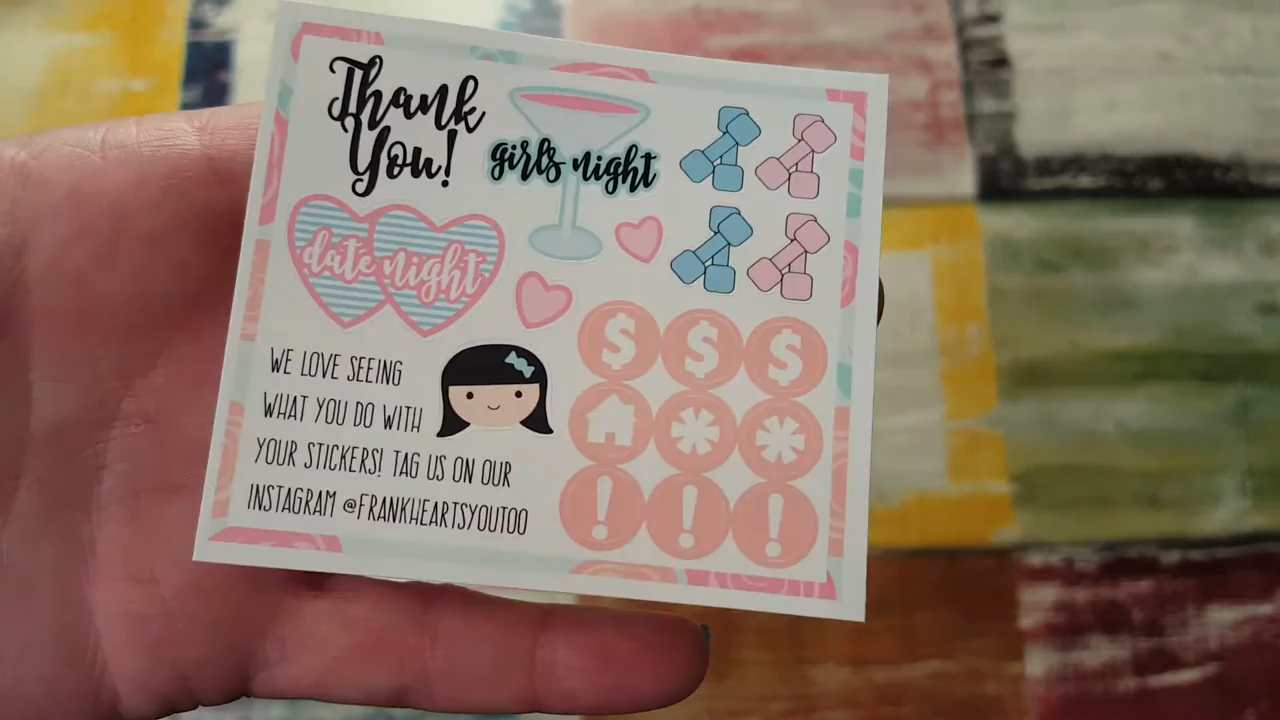 Thank
You!
girls night
date night
WE LOVE SEEING
WHAT YOU DO WITH
YOUR STICKERS! TAG US ON OUR
INSTAGRAM @FRANKHEARTSYOUTOO
$ $ $
* *
! ! !